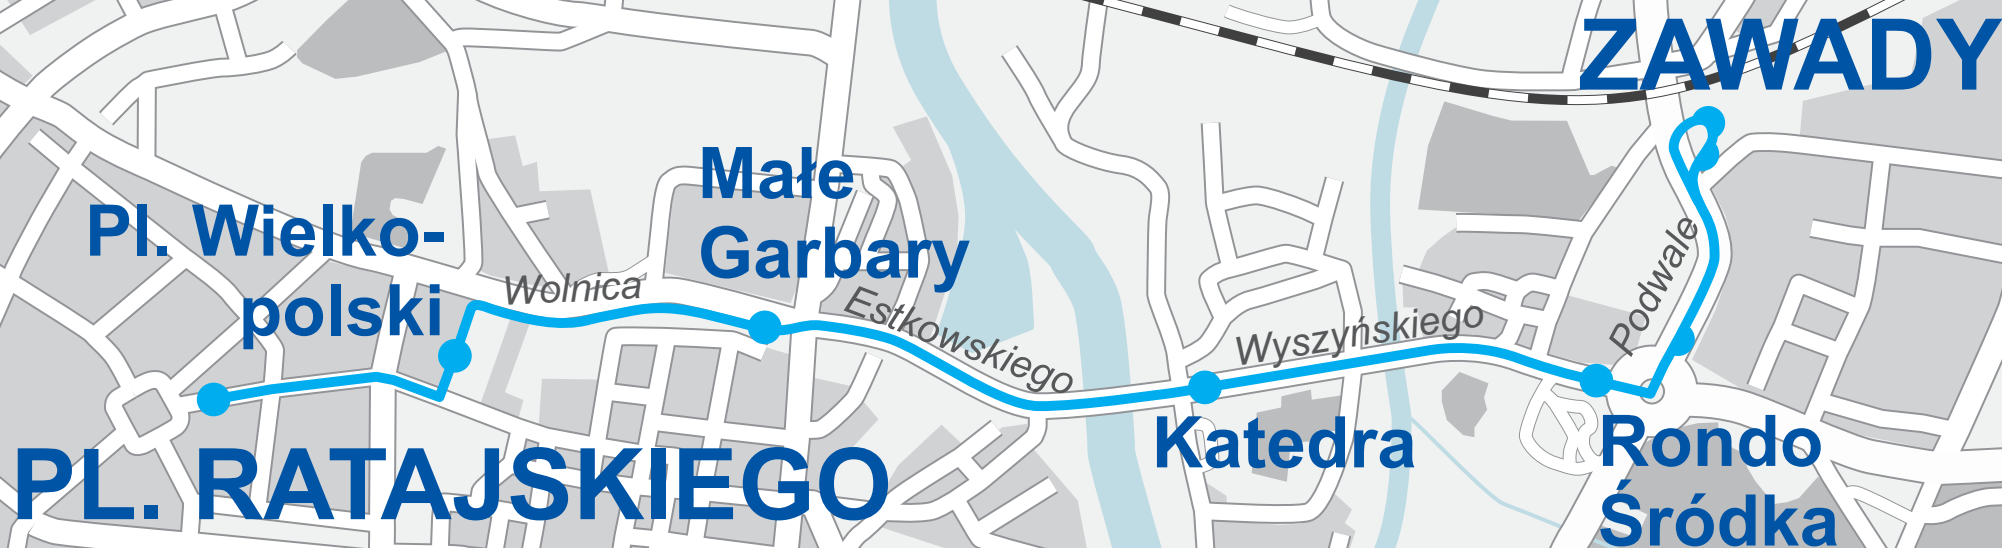 ZAWADY
Małe
Garbary
Pl. Wielko-
polski
Wolnica
Estkowskiego
Wyszyńskiego
Podwale
Katedra
Rondo
Śródka
PL. RATAJSKIEGO